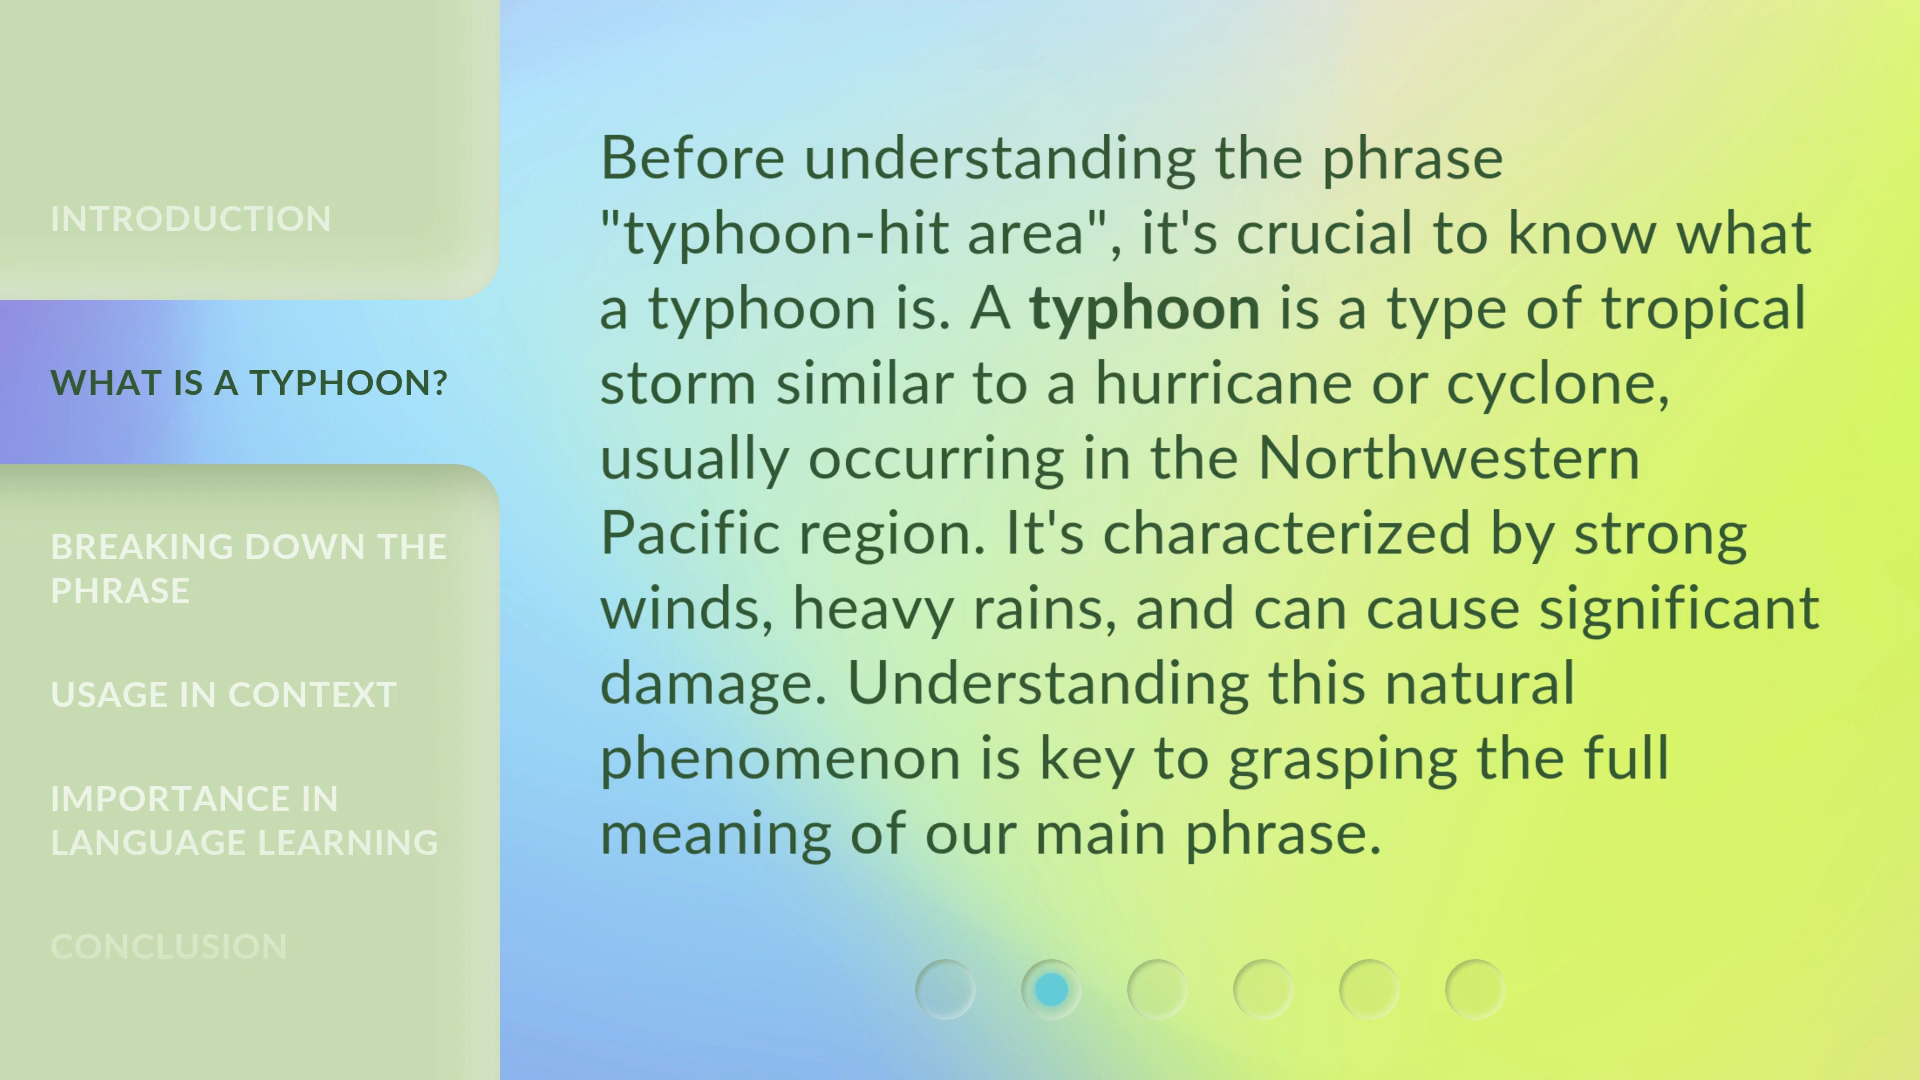 INTRODUCTION
WHAT IS A TYPHOON?
BREAKING DOWN THE
PHRASE
USAGE IN CONTEXT
IMPORTANCE IN
LANGUAGE LEARNING
CONCLUSION
Before understanding the phrase
"typhoon-hit area", it's crucial to know what
a typhoon is. A typhoon is a type of tropical
storm similar to a hurricane or cyclone,
usually occurring in the Northwestern
Pacific region. It's characterized by strong
winds, heavy rains, and can cause significant
damage. Understanding this natural
phenomenon is key to grasping the full
meaning of our main phrase.